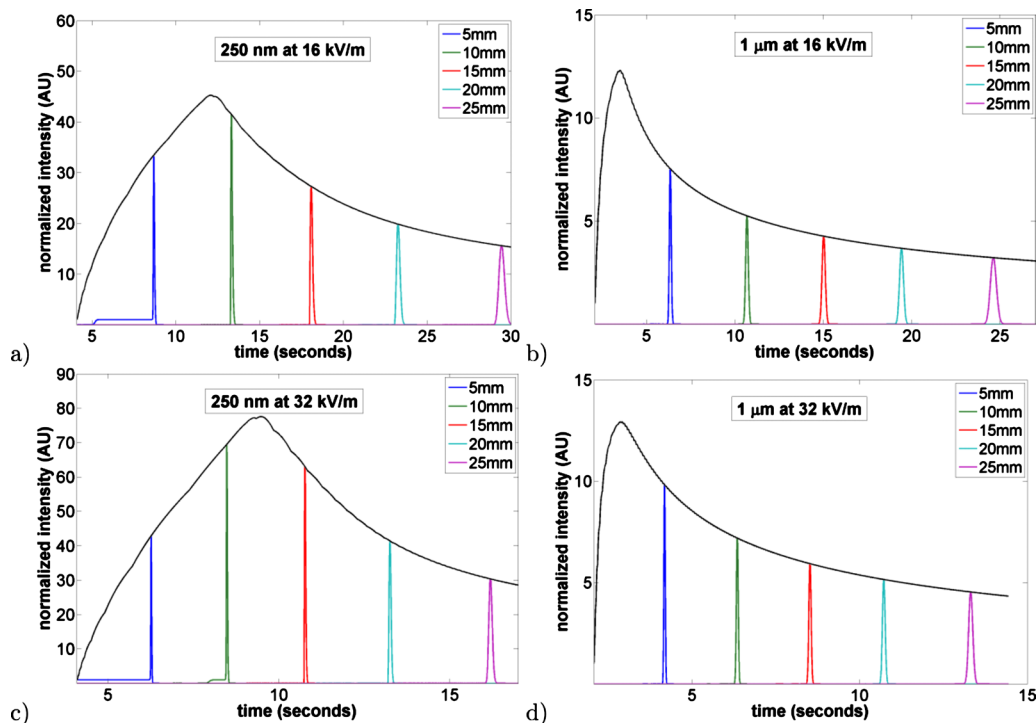 60
50
40
30
20
10
5
10
15
20
25
30
normalized intensity (AU)
time (seconds)
250 nm at 16 kV/m
5mm
10mm
15mm
20mm
25mm
a)
15
10
5
5
10
15
20
25
normalized intensity (AU)
time (seconds)
1 μm at 16 kV/m
5mm
10mm
15mm
20mm
25mm
b)
90
80
70
60
50
40
30
20
10
5
10
15
normalized intensity (AU)
time (seconds)
250 nm at 32 kV/m
5mm
10mm
15mm
20mm
25mm
c)
15
10
5
5
10
15
normalized intensity (AU)
time (seconds)
1 μm at 32 kV/m
5mm
10mm
15mm
20mm
25mm
d)